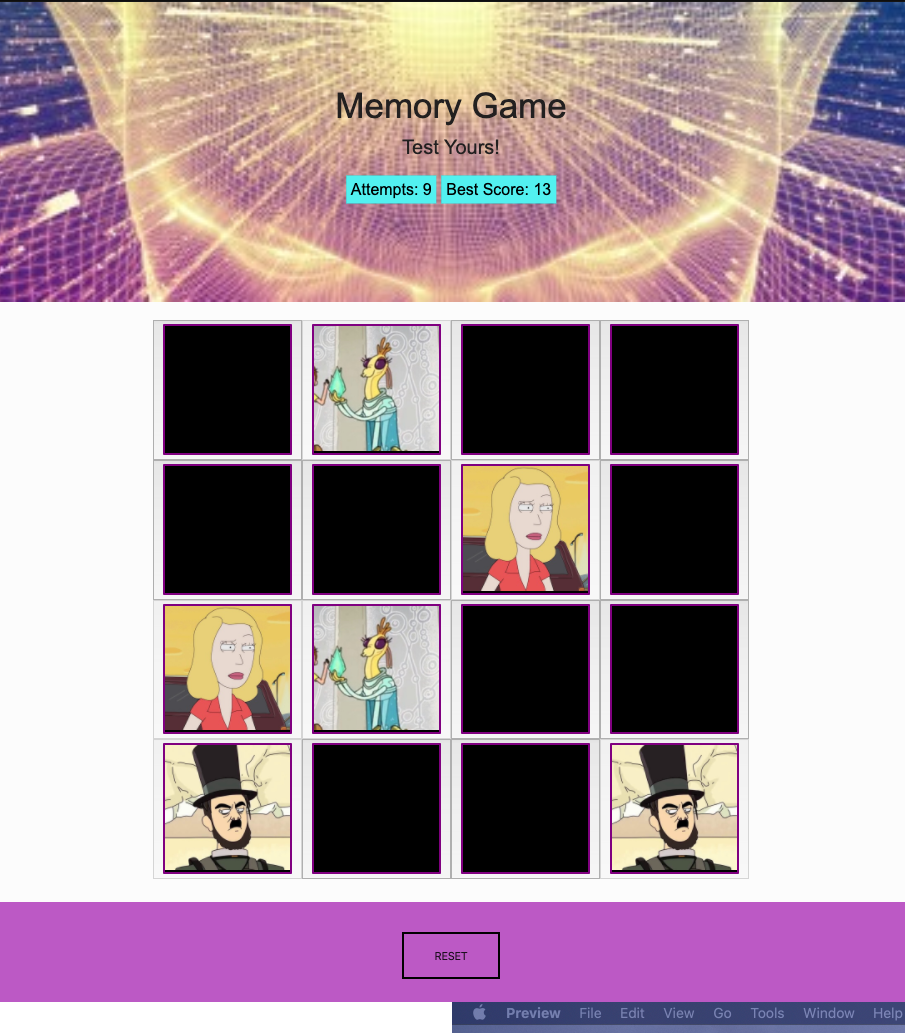 Memory Game
Test Yours!
Attempts: 9 Best Score: 13
RESET
Preview File Edit View Go Tools Window Help